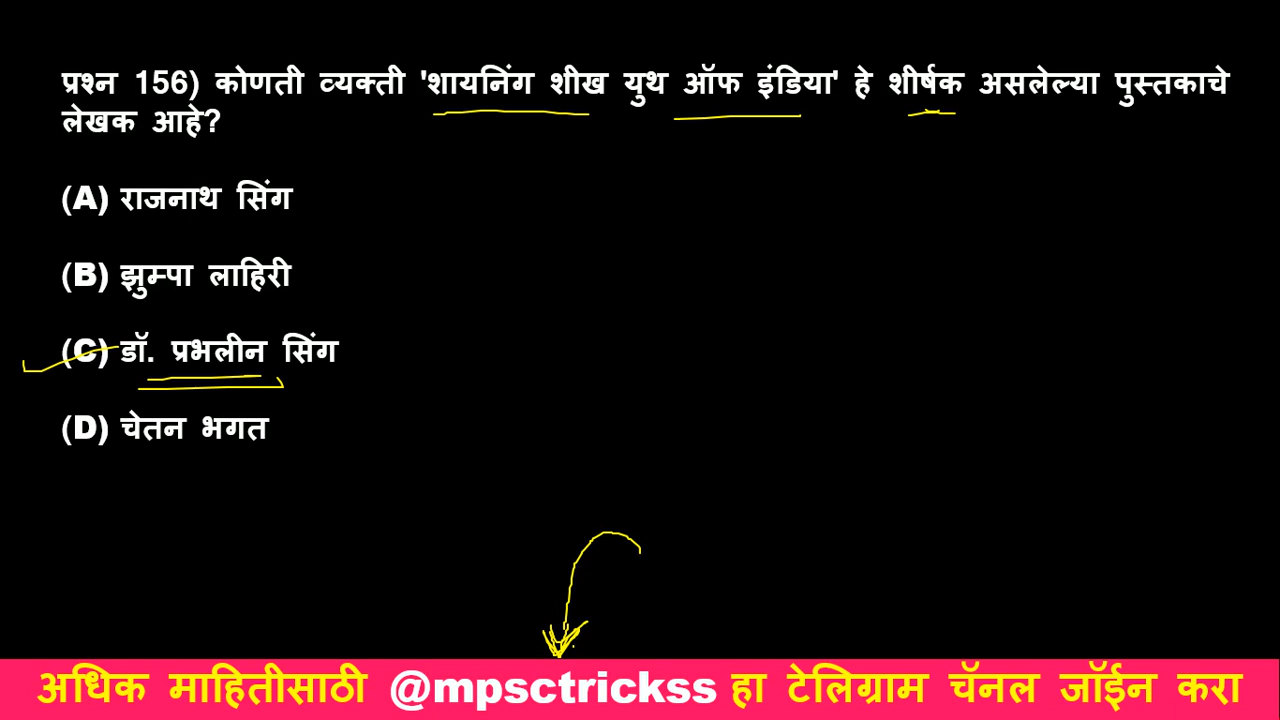 प्रश्न 156) कोणती व्यक्ती 'शायनिंग शीख युथ ऑफ इंडिया' हे शीर्षक असलेल्या पुस्तकाचे
लेखक आहे?
(A) राजनाथ सिंग
(B) झुम्पा लाहिरी
(C) डॉ. प्रभलीन सिंग
(D) चेतन भगत
अधिक माहितीसाठी @mpsctrickss हा टेलिग्राम चॅनल जॉईन करा